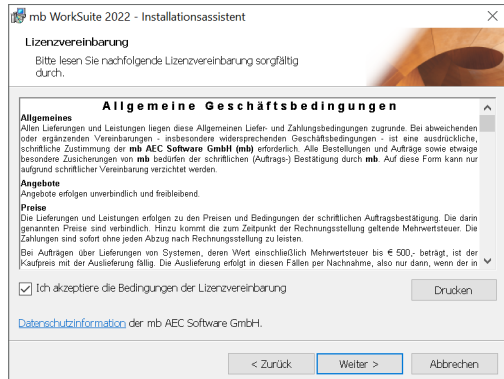 mb WorkSuite 2022 - Installationsassistent
Lizenzvereinbarung
Bitte lesen Sie nachfolgende Lizenzvereinbarung sorgfältig
durch.
Allgemeine Geschäftsbedingungen
Allgemeines
Allen Lieferungen und Leistungen liegen diese Allgemeinen Liefer- und Zahlungsbedingungen zugrunde. Bei abweichenden
oder ergänzenden Vereinbarungen - insbesondere widersprechenden Geschäftsbedingungen - ist eine ausdrückliche,
schriftliche Zustimmung der mb AEC Software GmbH (mb) erforderlich. Alle Bestellungen und Aufträge sowie etwaige
besondere Zusicherungen von mb bedürfen der schriftlichen (Auftrags-) Bestätigung durch mb. Auf diese Form kann nur
aufgrund schriftlicher Vereinbarung verzichtet werden.
Angebote
Angebote erfolgen unverbindlich und freibleibend.
Preise
Die Lieferungen und Leistungen erfolgen zu den Preisen und Bedingungen der schriftlichen Auftragsbestätigung. Die darin
genannten Preise sind verbindlich. Hinzu kommt die zum Zeitpunkt der Rechnungsstellung geltende Mehrwertsteuer. Die
Zahlungen sind sofort ohne jeden Abzug nach Rechnungsstellung zu leisten.
Bei Aufträgen über Lieferungen von Systemen, deren Wert einschließlich Mehrwertsteuer bis € 500,- beträgt, ist der
Kaufpreis mit der Auslieferung fällig. Die Auslieferung erfolgt in diesen Fällen per Nachnahme, also nur dann, wenn der in
Ich akzeptiere die Bedingungen der Lizenzvereinbarung
Drucken
Datenschutzinformation der mb AEC Software GmbH.
< Zurück
Weiter >
Abbrechen